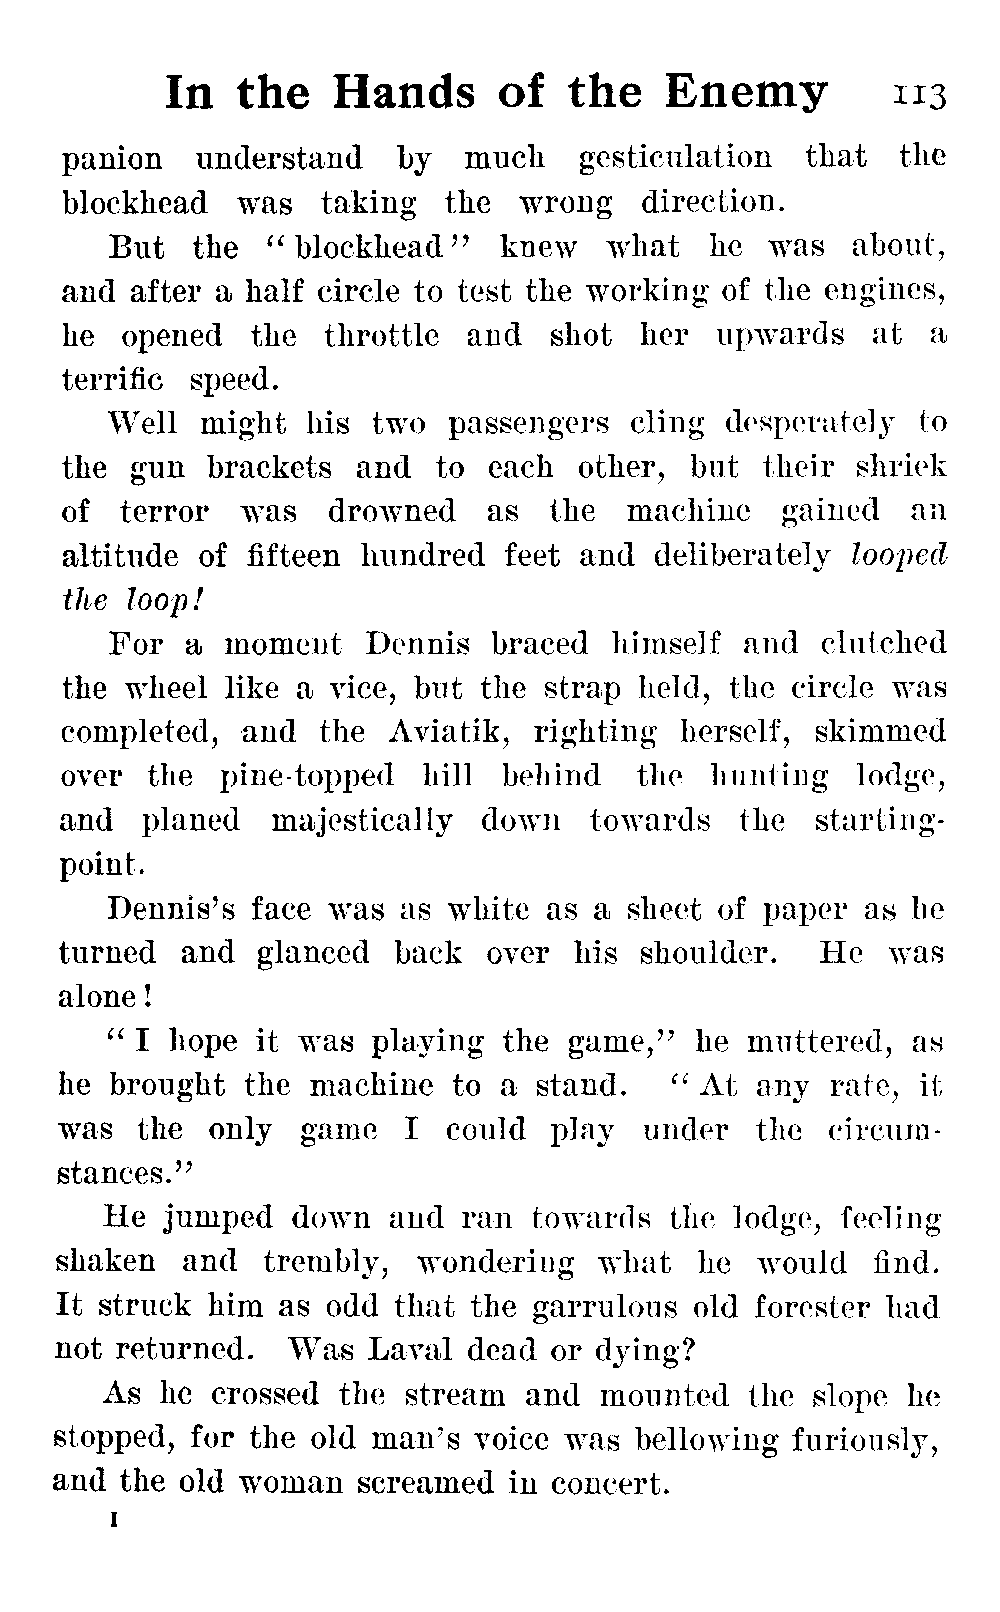 In the Hands of the Enemy 113
panion understand by much gesticulation that the
blockhead was taking the wrong direction.
But the "blockhead" knew what he was about,
and after a half circle to test the working of the engines,
he opened the throttle and shot her upwards at a
terrific speed.
Well might his two passengers cling desperately to
the gun brackets and to each other, but their shriek
of terror was drowned as the machine gained an
altitude of fifteen hundred feet and deliberately looped
the loop!
For a moment Dennis braced himself and clutched
the wheel like a vice, but the strap held, the circle was
completed, and the Aviatik, righting herself, skimmed
over the pine-topped hill behind the hunting lodge,
and planed majestically down towards the starting-
point.
Dennis's face was as white as a sheet of paper as he
turned and glanced back over his shoulder. He was
alone!
"I hope it was playing the game," he muttered, as
he brought the machine to a stand. "At any rate, it
was the only game I could play under the circum-
stances."
He jumped down and ran towards the lodge, feeling
shaken and trembly, wondering what he would find.
It struck him as odd that the garrulous old forester had
not returned. Was Laval dead or dying?
As he crossed the stream and mounted the slope he
stopped, for the old man's voice was bellowing furiously,
and the old woman screamed in concert.
I